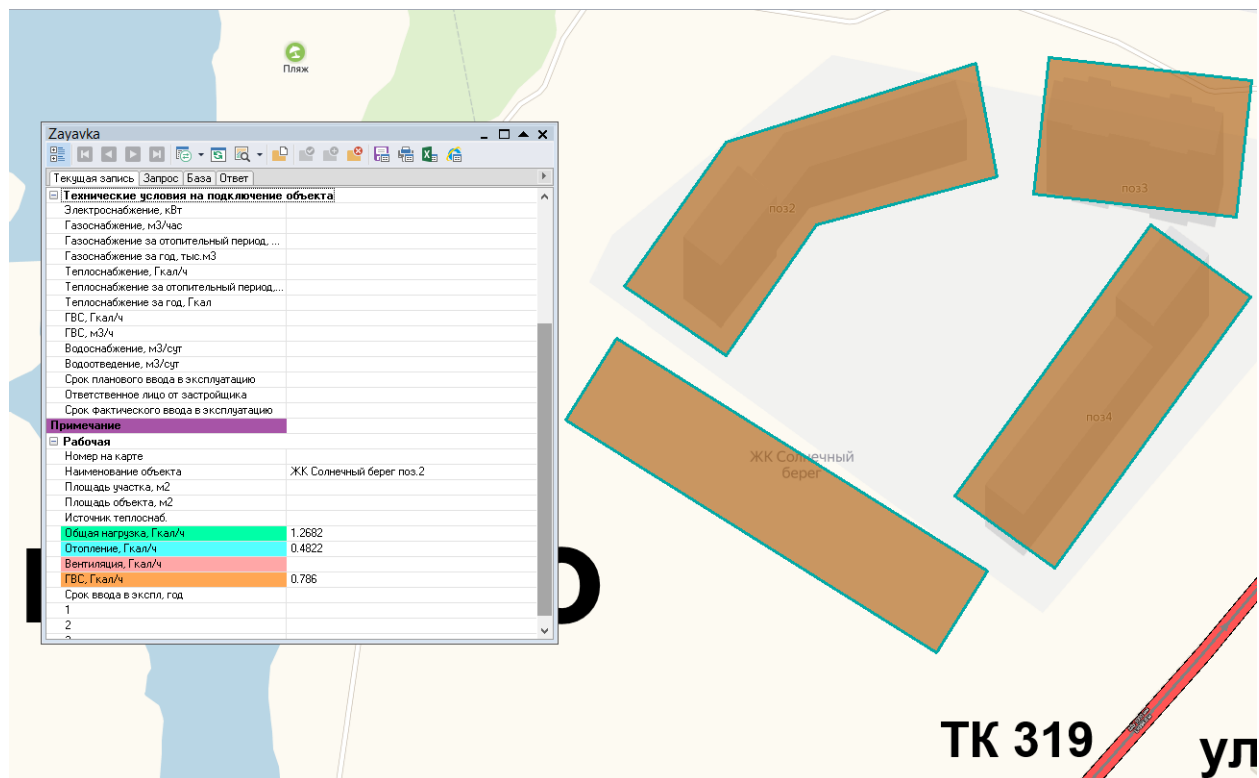 Пляж
Zayavka
Текущая запись Запрос База Ответ
Технические условия на подключение объекта
Электроснабжение, кВт
Газоснабжение, м3/час
Газоснабжение за отопительный период, ...
Газоснабжение за год, тыс.м3
Теплоснабжение, Гкал/ч
Теплоснабжение за отопительный период,...
Теплоснабжение за год, Гкал
ГВС, Гкал/ч
ГВС, м3/ч
Водоснабжение, м3/сут
Водоотведение, м3/сут
Срок планового ввода в эксплуатацию
Ответственное лицо от застройщика
Срок фактического ввода в эксплуатацию
Примечание
Рабочая
Номер на карте
Наименование объекта ЖК Солнечный берег поз.2
Площадь участка, м2
Площадь объекта, м2
Источник теплоснаб.
Общая нагрузка, Гкал/ч 1.2682
Отопление, Гкал/ч 0.4822
Вентиляция, Гкал/ч
ГВС, Гкал/ч 0.786
Срок ввода в экспл, год
1
2
поз2
поз3
поз4
ЖК Солнечный
берег
ТК 319
ул